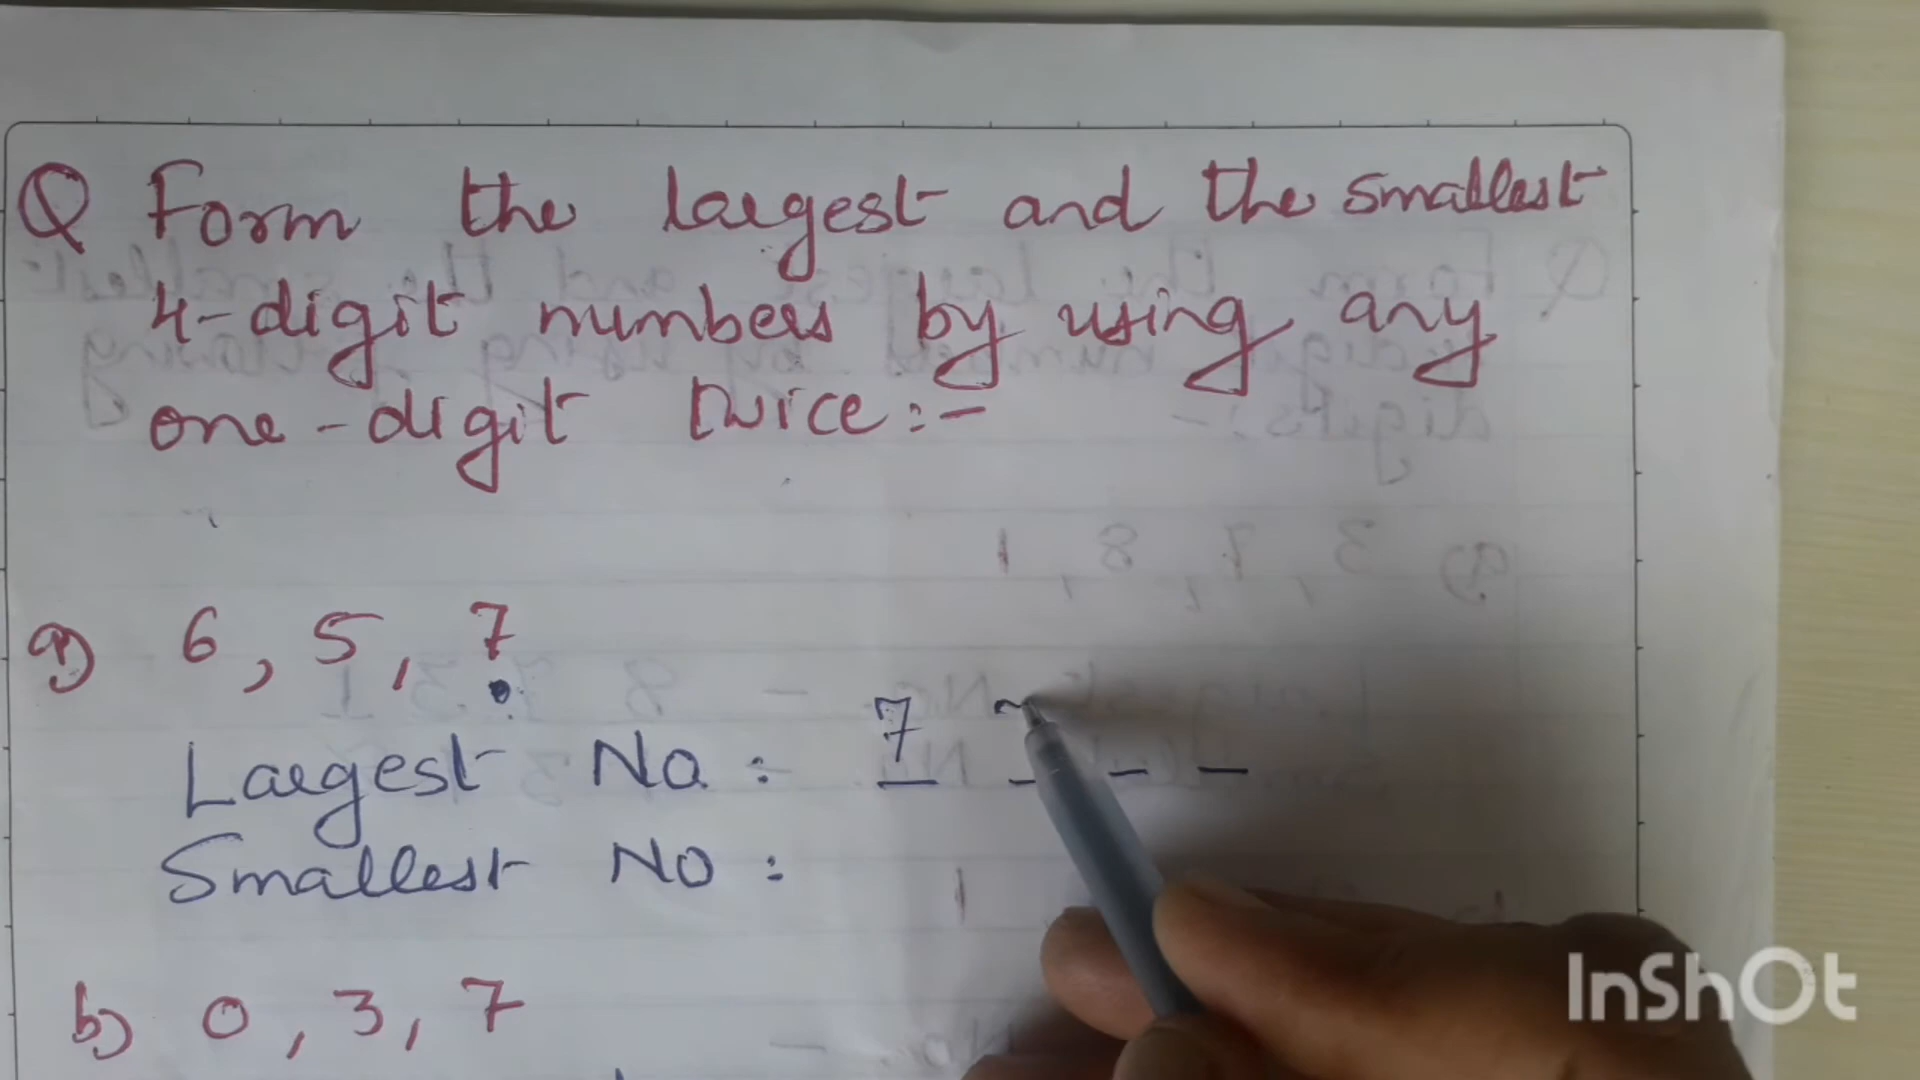 Q Form the largest and the smallest
4-digit numbers by using any
one-digit twice:-
a) 6, 5, 7
Largest No: 7
Smallest No:
b) 0, 3, 7
InShOt